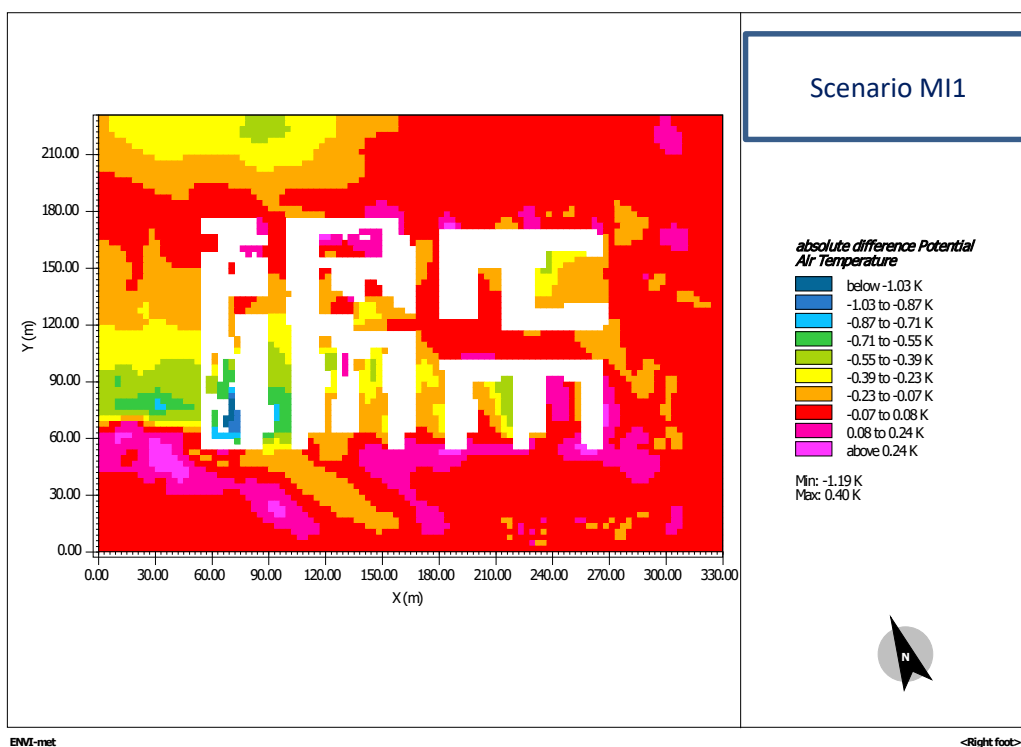 Scenario MI1
210.00
180.00
150.00
120.00
90.00
60.00
30.00
0.00
Y (m)
0.00 30.00 60.00 90.00 120.00 150.00 180.00 210.00 240.00 270.00 300.00 330.00
X (m)
absolute difference Potential
Air Temperature
below -1.03 K
-1.03 to -0.87 K
-0.87 to -0.71 K
-0.71 to -0.55 K
-0.55 to -0.39 K
-0.39 to -0.23 K
-0.23 to -0.07 K
-0.07 to 0.08 K
0.08 to 0.24 K
above 0.24 K
Min: -1.19 K
Max: 0.40 K
N
ENVI-met
<Right foot>